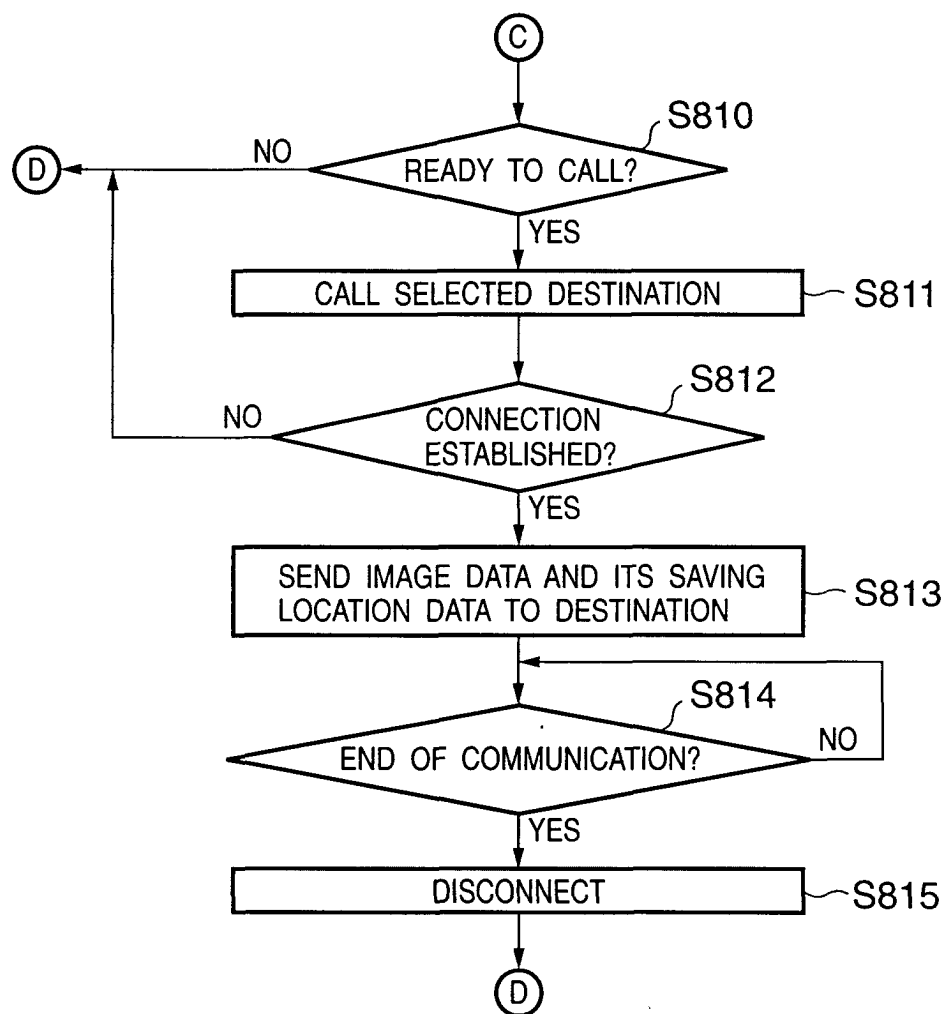 C
S810
D
NO
READY TO CALL?
YES
CALL SELECTED DESTINATION
S811
S812
NO
CONNECTION
ESTABLISHED?
YES
SEND IMAGE DATA AND ITS SAVING
LOCATION DATA TO DESTINATION
S813
S814
END OF COMMUNICATION?
NO
YES
DISCONNECT
S815
D